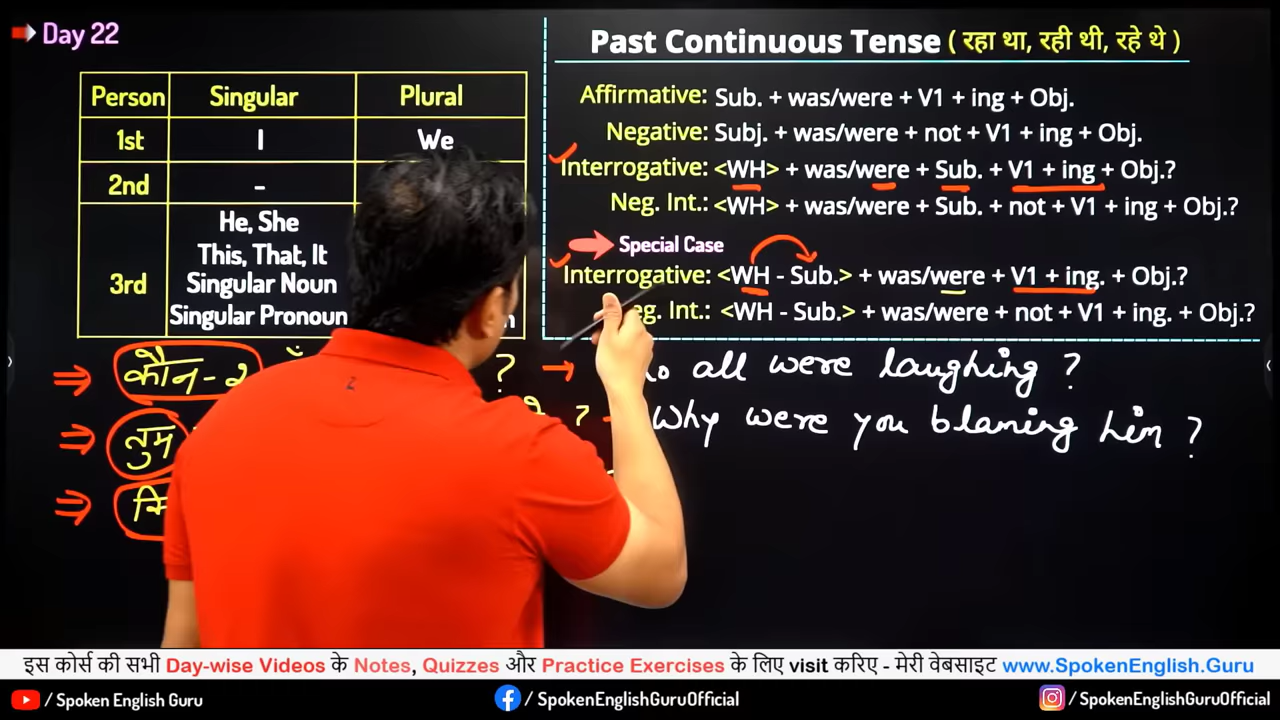 Day 22
Past Continuous Tense ( रहा था, रही थी, रहे थे )
Person Singular Plural
1st I We
2nd -
3rd He, She
This, That, It
Singular Noun
Singular Pronoun
Affirmative: Sub. + was/were + V1 + ing + Obj.
Negative: Subj. + was/were + not + V1 + ing + Obj.
Interrogative: <WH> + was/were + Sub. + V1 + ing + Obj.?
Neg. Int.: <WH> + was/were + Sub. + not + V1 + ing + Obj.?
Special Case
Interrogative: <WH - Sub.> + was/were + V1 + ing. + Obj.?
Neg. Int.: <WH - Sub.> + was/were + not + V1 + ing. + Obj.?
कौन-२ ? all were laughing ?
तुम ? Why were you blaming him ?
इस कोर्स की सभी Day-wise Videos के Notes, Quizzes और Practice Exercises के लिए visit करिए - मेरी वेबसाइट www.SpokenEnglish.Guru
/ Spoken English Guru
/ SpokenEnglishGuruOfficial
/ SpokenEnglishGuruOfficial